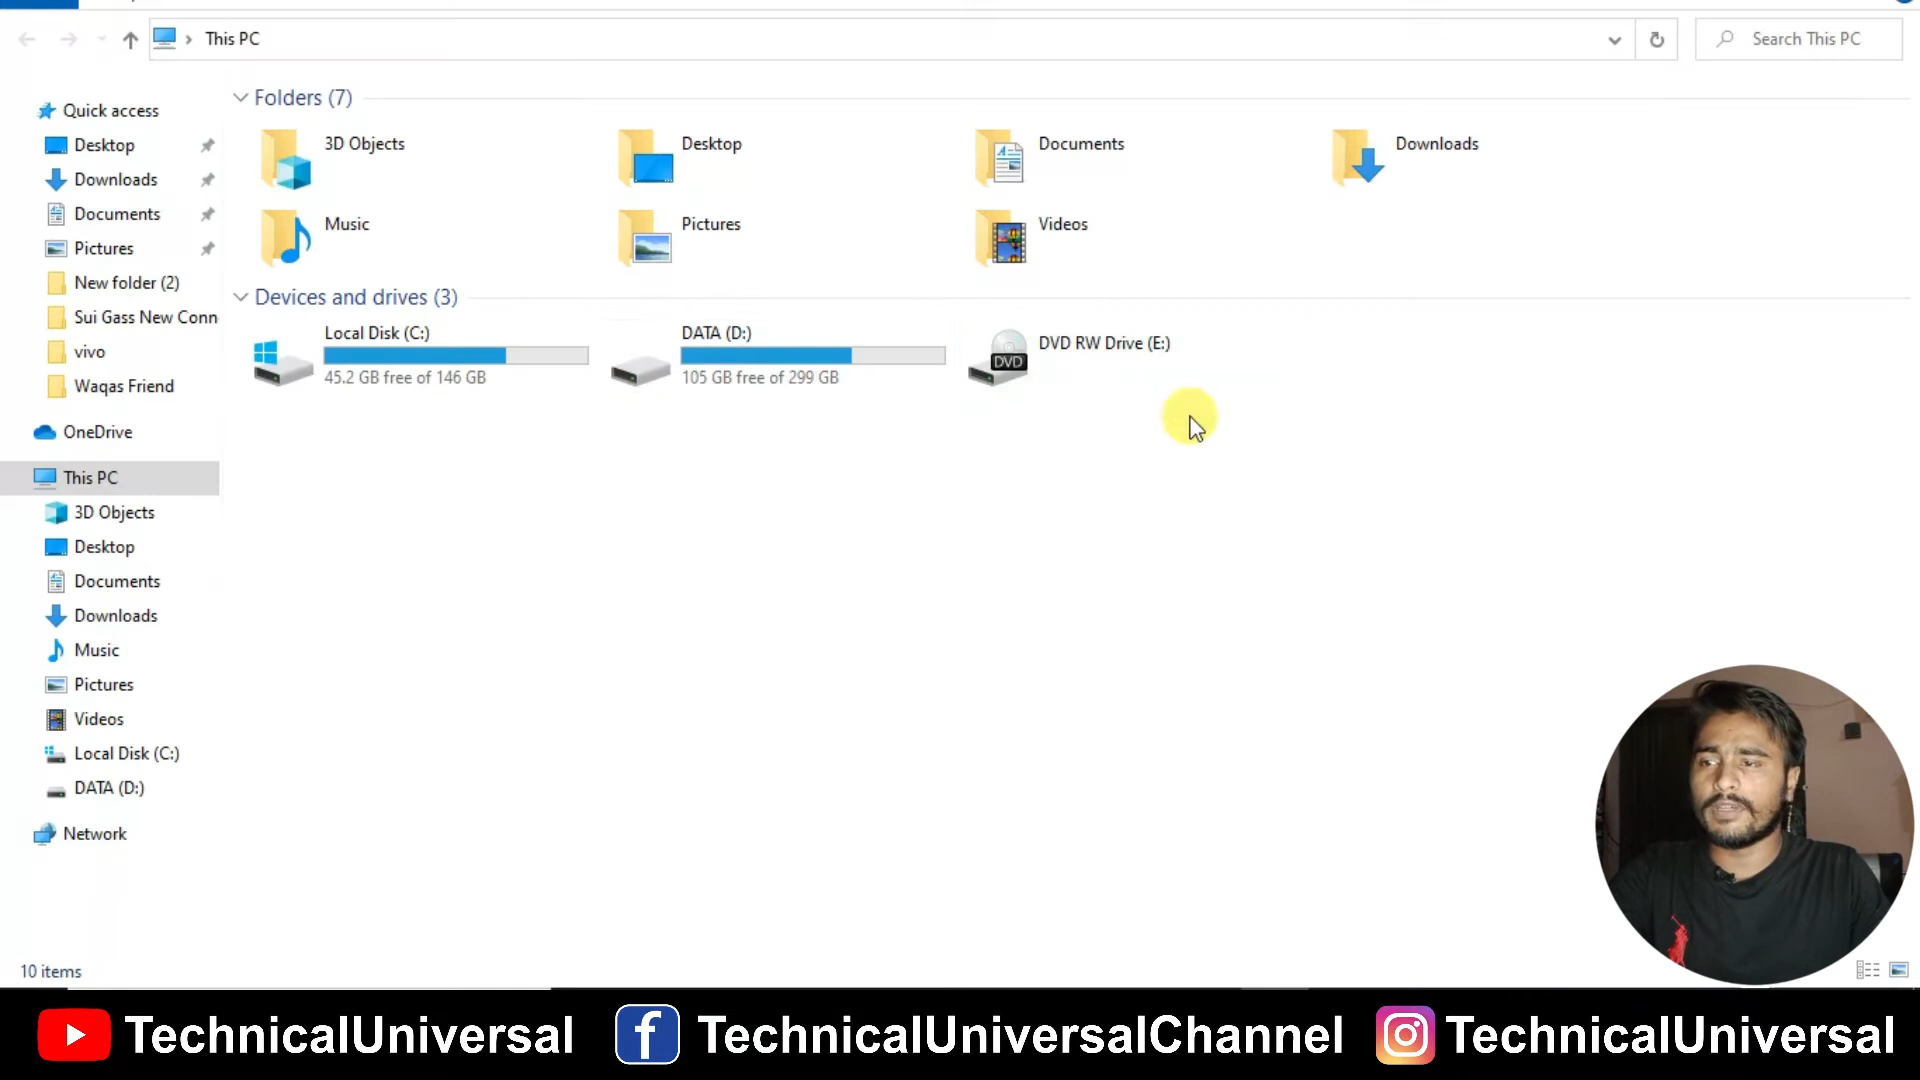 This PC
Search This PC
Quick access
Desktop
Downloads
Documents
Pictures
New folder (2)
Sui Gass New Conn
vivo
Waqas Friend
OneDrive
This PC
3D Objects
Desktop
Documents
Downloads
Music
Pictures
Videos
Local Disk (C:)
DATA (D:)
Network
Folders (7)
3D Objects
Desktop
Documents
Downloads
Music
Pictures
Videos
Devices and drives (3)
Local Disk (C:)
45.2 GB free of 146 GB
DATA (D:)
105 GB free of 299 GB
DVD RW Drive (E:)
DVD
10 items
TechnicalUniversal
TechnicalUniversalChannel
TechnicalUniversal